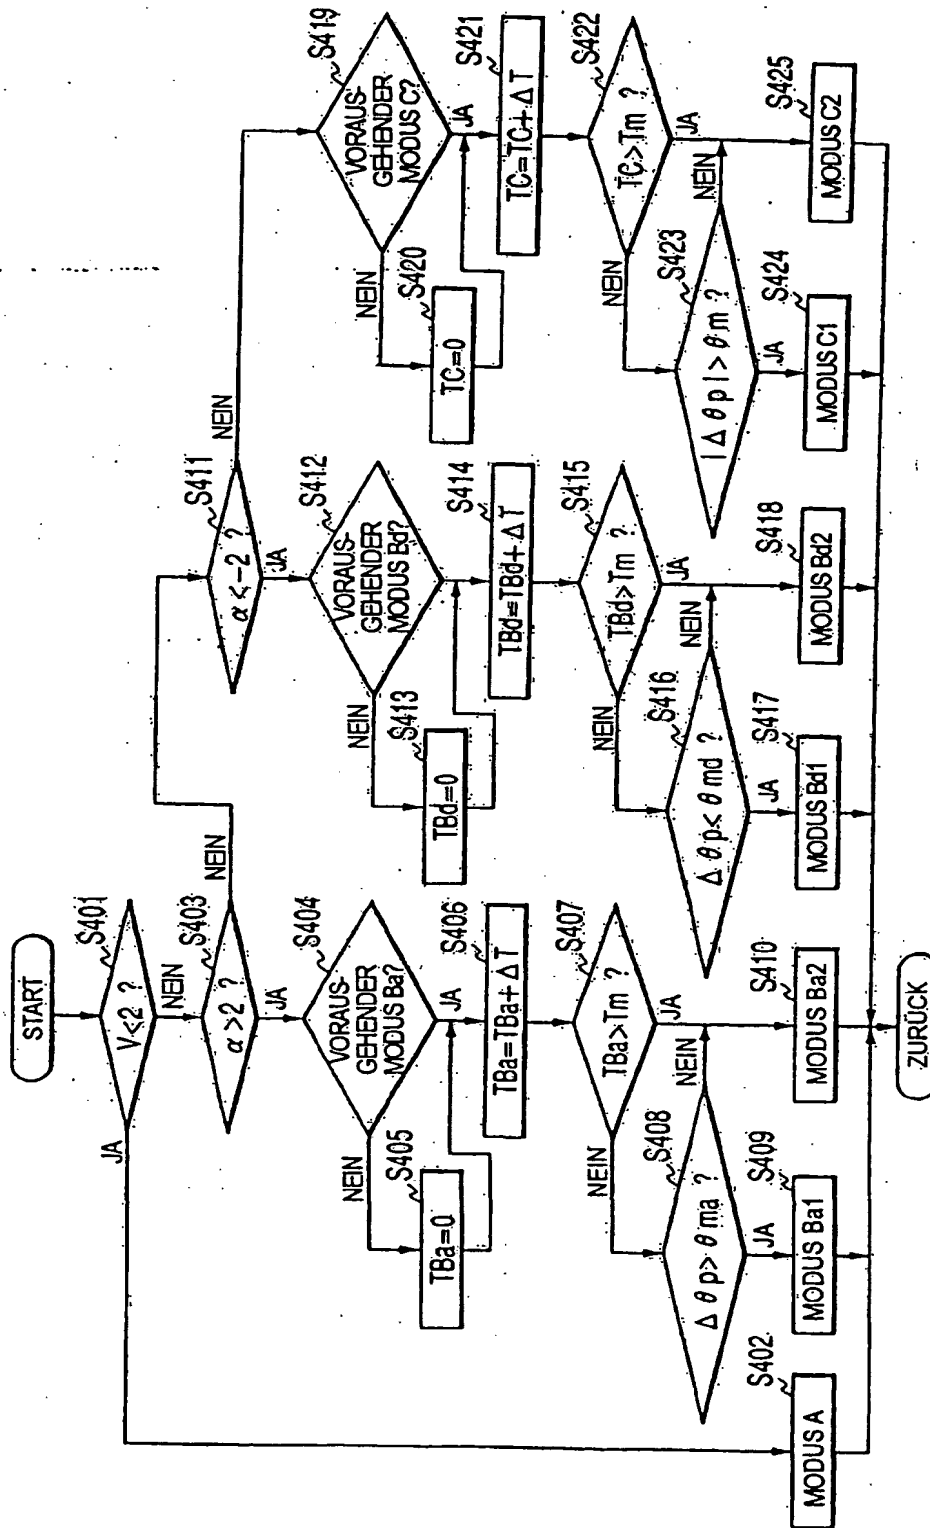 START
S401
V<2 ?
JA
NEIN
S403
α>2 ?
NEIN
JA
S404
VORAUS-
GEHENDER
MODUS Ba?
NEIN
JA
S405
TBa=0
S406
TBa=TBa+ΔT
S407
TBa>Tm ?
NEIN
JA
S408
Δθp>θma ?
NEIN
JA
S402
MODUS A
S409
MODUS Ba1
S410
MODUS Ba2
S411
α<-2 ?
NEIN
JA
S412
VORAUS-
GEHENDER
MODUS Bd?
NEIN
S413
TBd=0
S414
TBd=TBd+ΔT
S415
TBd>Tm ?
NEIN
JA
S416
Δθp<θmd ?
NEIN
JA
S417
MODUS Bd1
S418
MODUS Bd2
S419
VORAUS-
GEHENDER
MODUS C?
NEIN
JA
S420
TC=0
S421
TC=TC+ΔT
S422
TC>Tm ?
NEIN
JA
S423
|Δθp|>θm ?
NEIN
JA
S424
MODUS C1
S425
MODUS C2
ZURÜCK